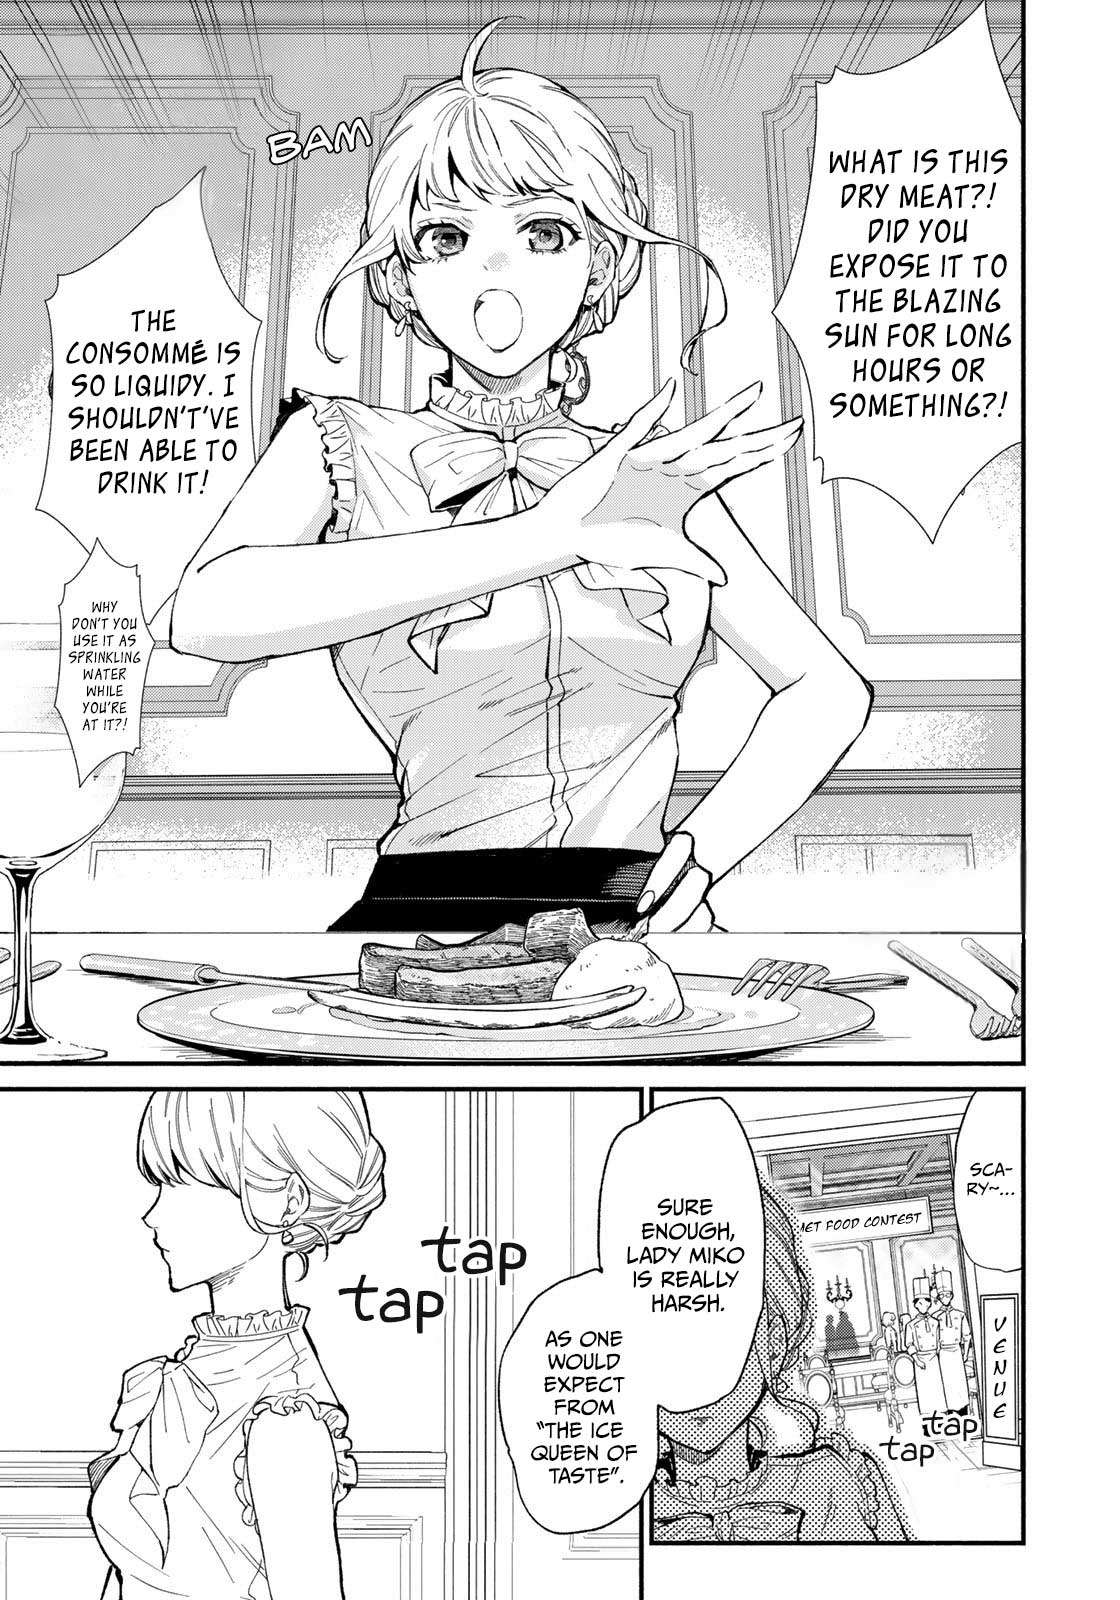 WHAT IS THIS
DRY MEAT?!
DID YOU
EXPOSE IT TO
THE BLAZING
SUN FOR LONG
HOURS OR
SOMETHING?!
BAM
THE
CONSOMMÉ IS
SO LIQUIDY. I
SHOULDN'T'VE
BEEN ABLE TO
DRINK IT!
WHY
DON'T YOU
USE IT AS
SPRINKLING
WATER
WHILE
YOU'RE
AT IT?!
SCA-
RY~...
MET FOOD CONTEST
VENUE
tap
tap
SURE
ENOUGH,
LADY MIKO
IS REALLY
HARSH.
AS ONE
WOULD
EXPECT
FROM
"THE ICE
QUEEN OF
TASTE".
tap
tap